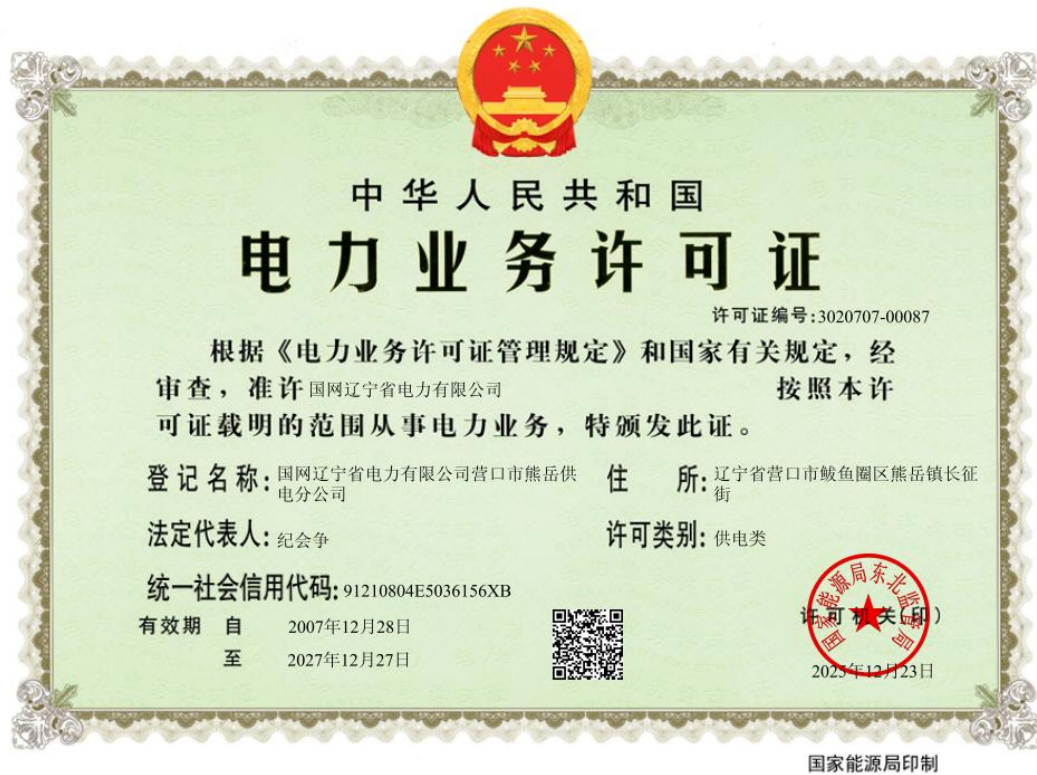 中华人民共和国
电力业务许可证
许可证编号:3020707-00087
根据《电力业务许可证管理规定》和国家有关规定，经
审查，准许 国网辽宁省电力有限公司 按照本许
可证载明的范围从事电力业务，特颁发此证。
登记名称: 国网辽宁省电力有限公司营口市熊岳供
电分公司
住 所: 辽宁省营口市鲅鱼圈区熊岳镇长征
街
法定代表人: 纪会争
许可类别: 供电类
统一社会信用代码: 91210804E5036156XB
有效期 自 2007年12月28日
至 2027年12月27日
国家能源局东北监管局
许可机关(印)
2025年12月23日
国家能源局印制